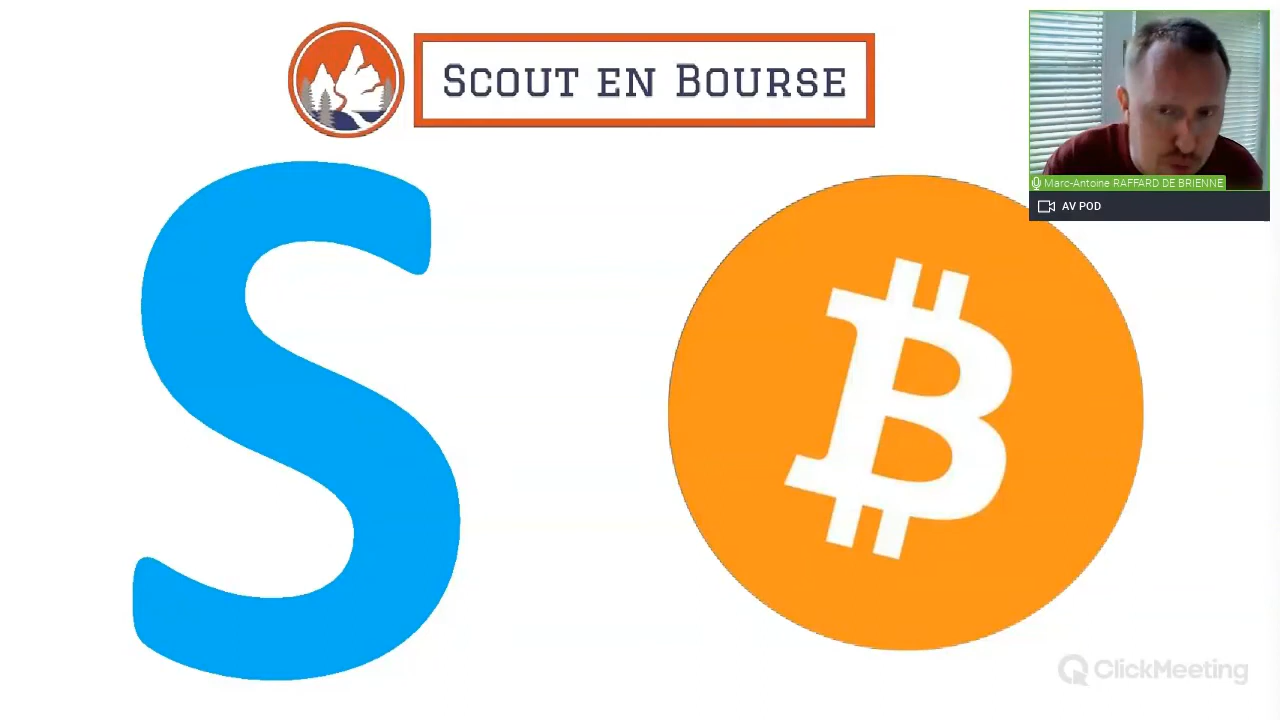 SCOUT EN BOURSE
Marc-Antoine RAFFARD DE BRIENNE
AV POD
S
B
ClickMeeting